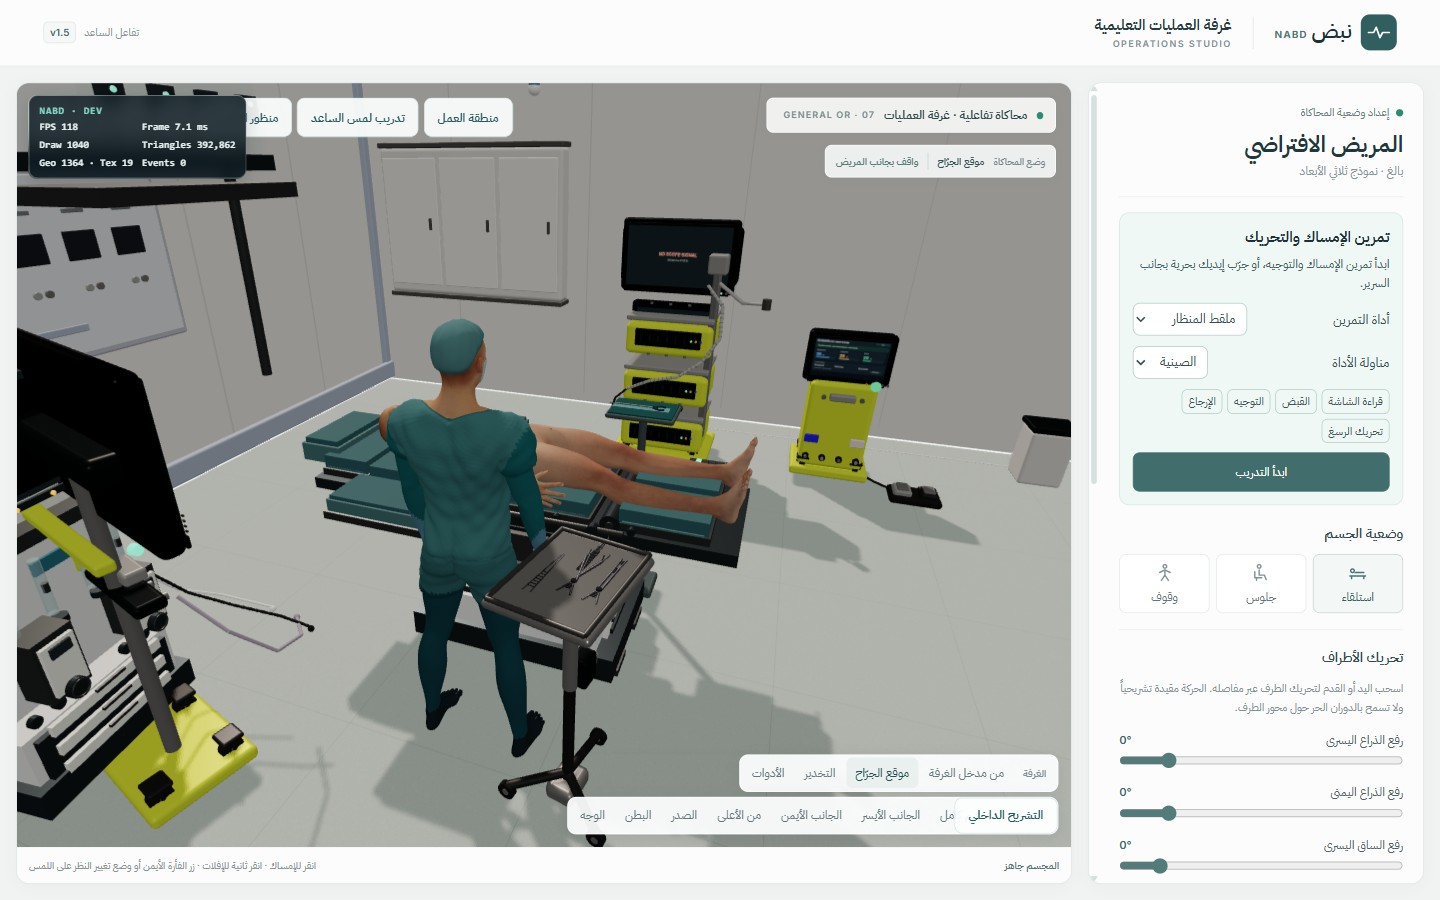 نبض NABD
غرفة العمليات التعليمية
OPERATIONS STUDIO
تفاعل الساعد v1.5
إعداد وضعية المحاكاة
المريض الافتراضي
بالغ · نموذج ثلاثي الأبعاد
تمرين الإمساك والتحريك
ابدأ تمرين الإمساك والتوجيه، أو جرّب إيديك بحرية بجانب
السرير.
أداة التمرين ملقط المنظار
مناولة الأداة الصينية
قراءة الشاشة القبض التوجيه الإرجاع
تحريك الرسغ
ابدأ التدريب
وضعية الجسم
استلقاء جلوس وقوف
تحريك الأطراف
اسحب اليد أو القدم لتحريك الطرف عبر مفاصله. الحركة مقيدة تشريحياً
ولا تسمح بالدوران الحر حول محور الطرف.
رفع الذراع اليسرى 0°
رفع الذراع اليمنى 0°
رفع الساق اليسرى 0°
محاكاة تفاعلية · غرفة العمليات GENERAL OR · 07
وضع المحاكاة موقع الجرّاح واقف بجانب المريض
منطقة العمل تدريب لمس الساعد منظور
NABD · DEV
FPS 118 Frame 7.1 ms
Draw 1040 Triangles 392,862
Geo 1364 · Tex 19 Events 0
NO SCOPE SIGNAL
الغرفة من مدخل الغرفة موقع الجرّاح التخدير الأدوات
التشريح الداخلي مل الجانب الأيسر الجانب الأيمن من الأعلى الصدر البطن الوجه
المجسم جاهز
انقر للإمساك · انقر ثانية للإفلات · زر الفأرة الأيمن أو وضع تغيير النظر على اللمس